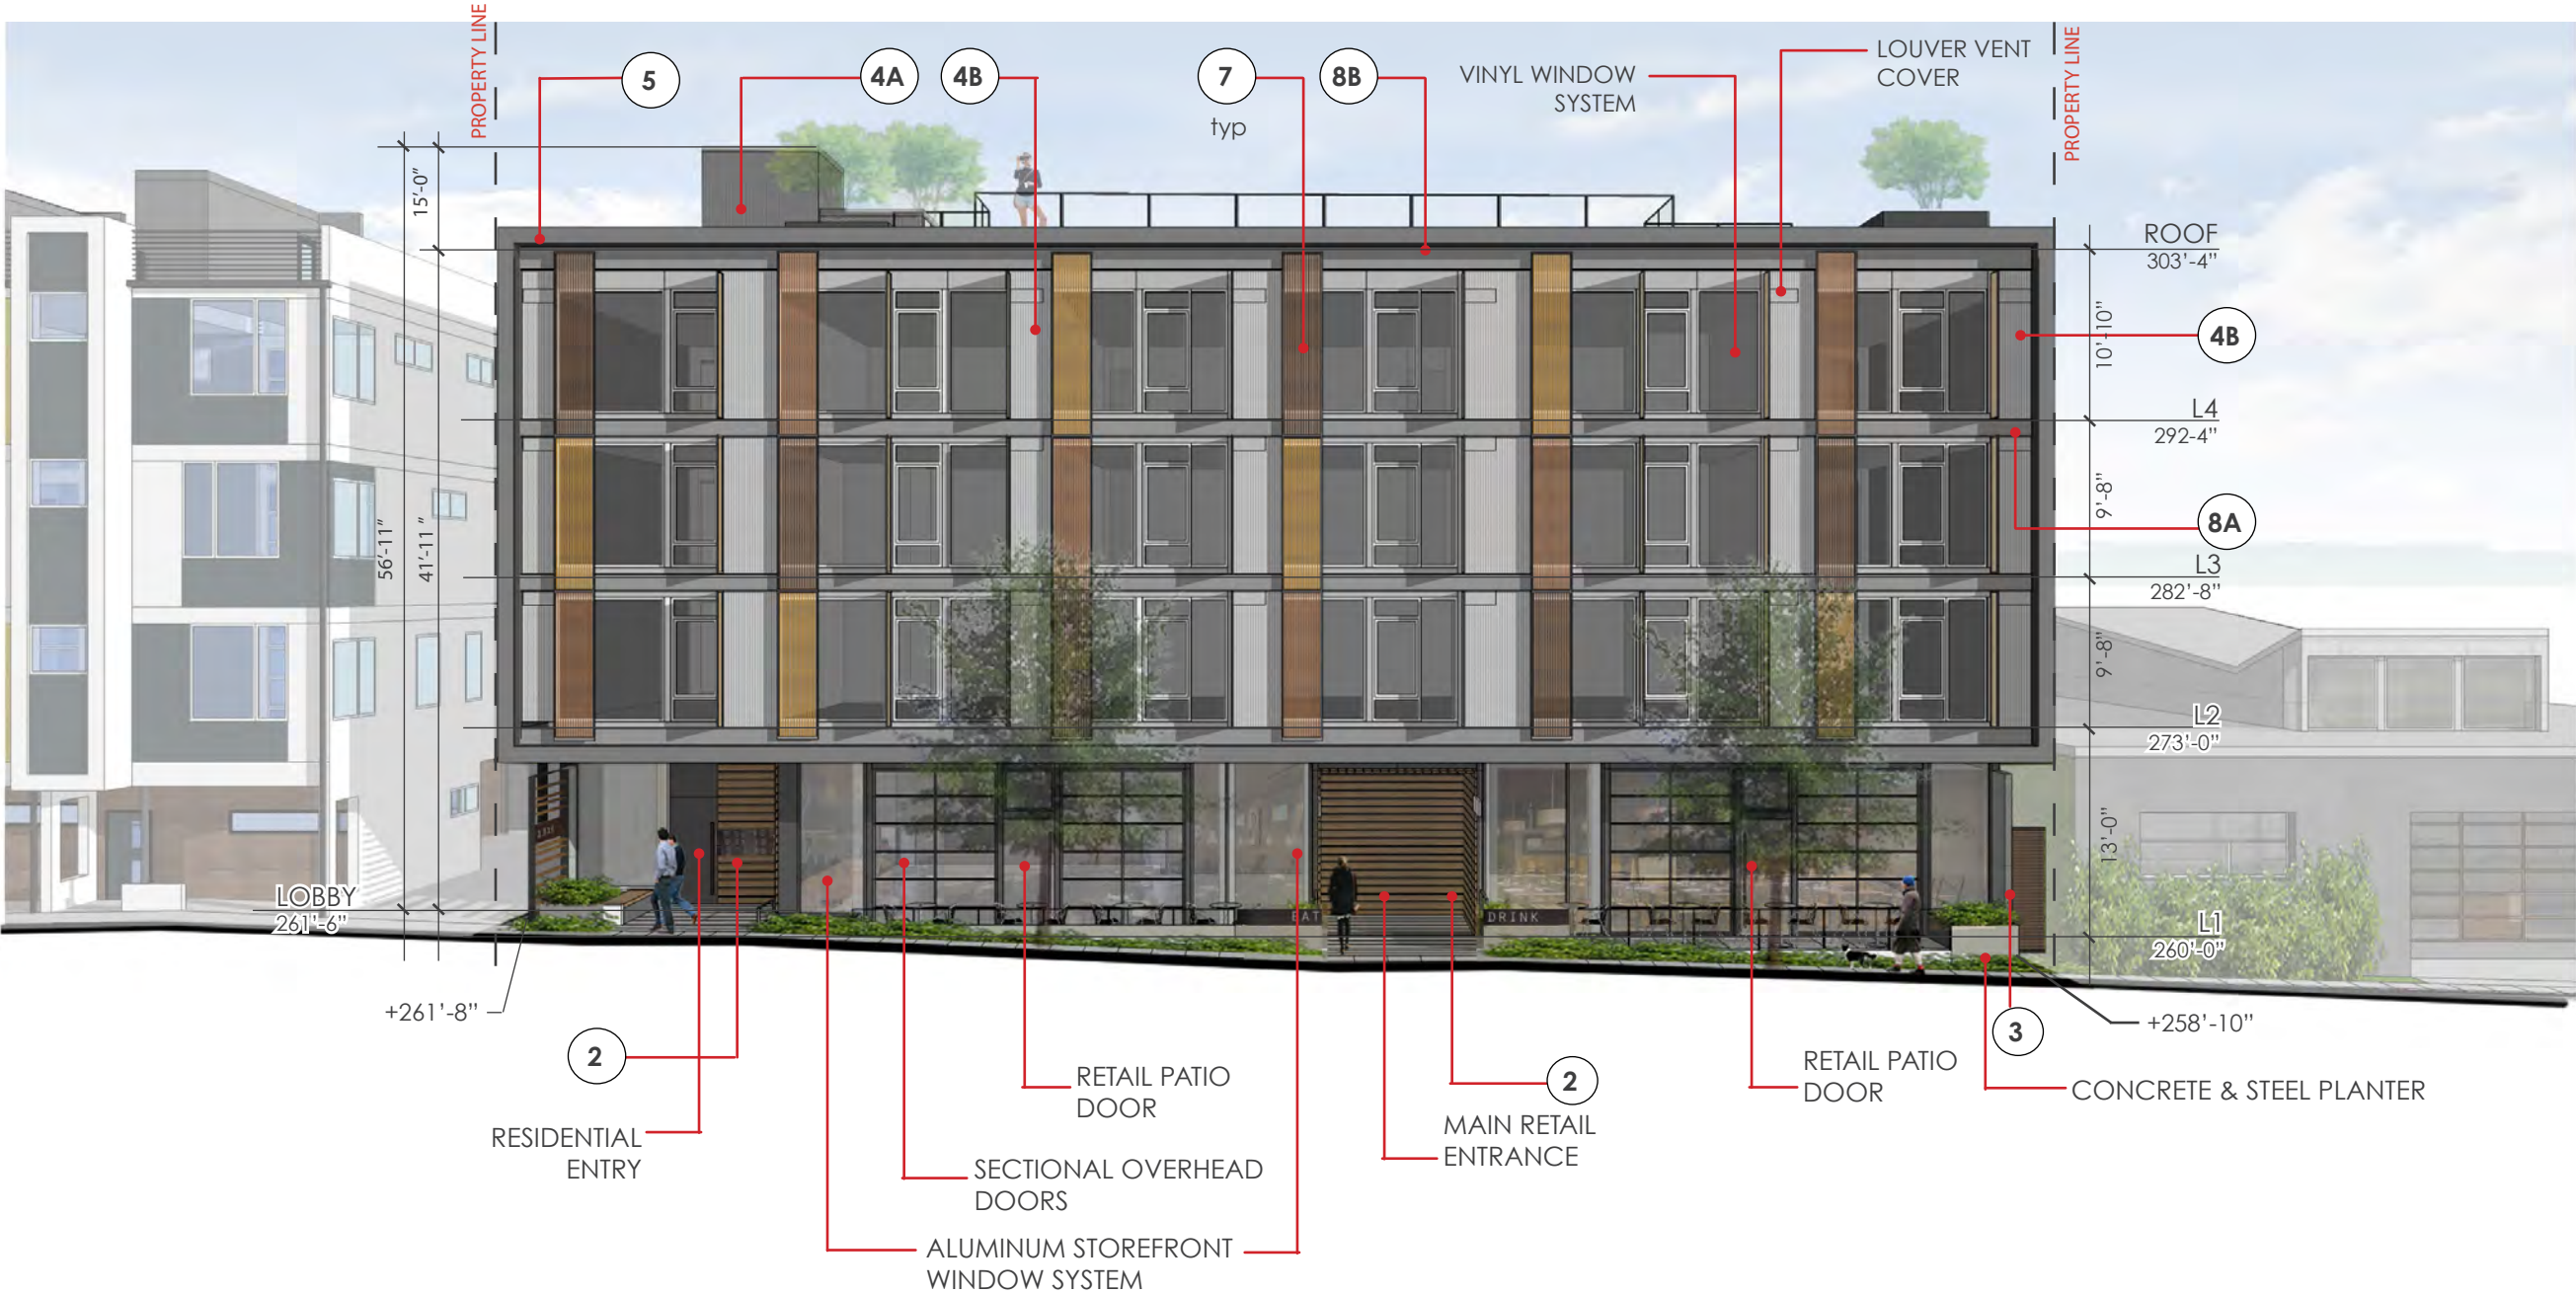 PROPERTY LINE
5
4A
4B
7
typ
8B
VINYL WINDOW
SYSTEM
LOUVER VENT
COVER
PROPERTY LINE
15'-0"
56'-11"
41'-11"
ROOF
303'-4"
10'-10"
4B
L4
292-4"
9'-8"
8A
L3
282'-8"
9'-8"
L2
273'-0"
13'-0"
L1
260'-0"
LOBBY
261'-6"
EAT
DRINK
+261'-8"
+258'-10"
2
RESIDENTIAL
ENTRY
RETAIL PATIO
DOOR
SECTIONAL OVERHEAD
DOORS
ALUMINUM STOREFRONT
WINDOW SYSTEM
2
MAIN RETAIL
ENTRANCE
RETAIL PATIO
DOOR
3
CONCRETE & STEEL PLANTER